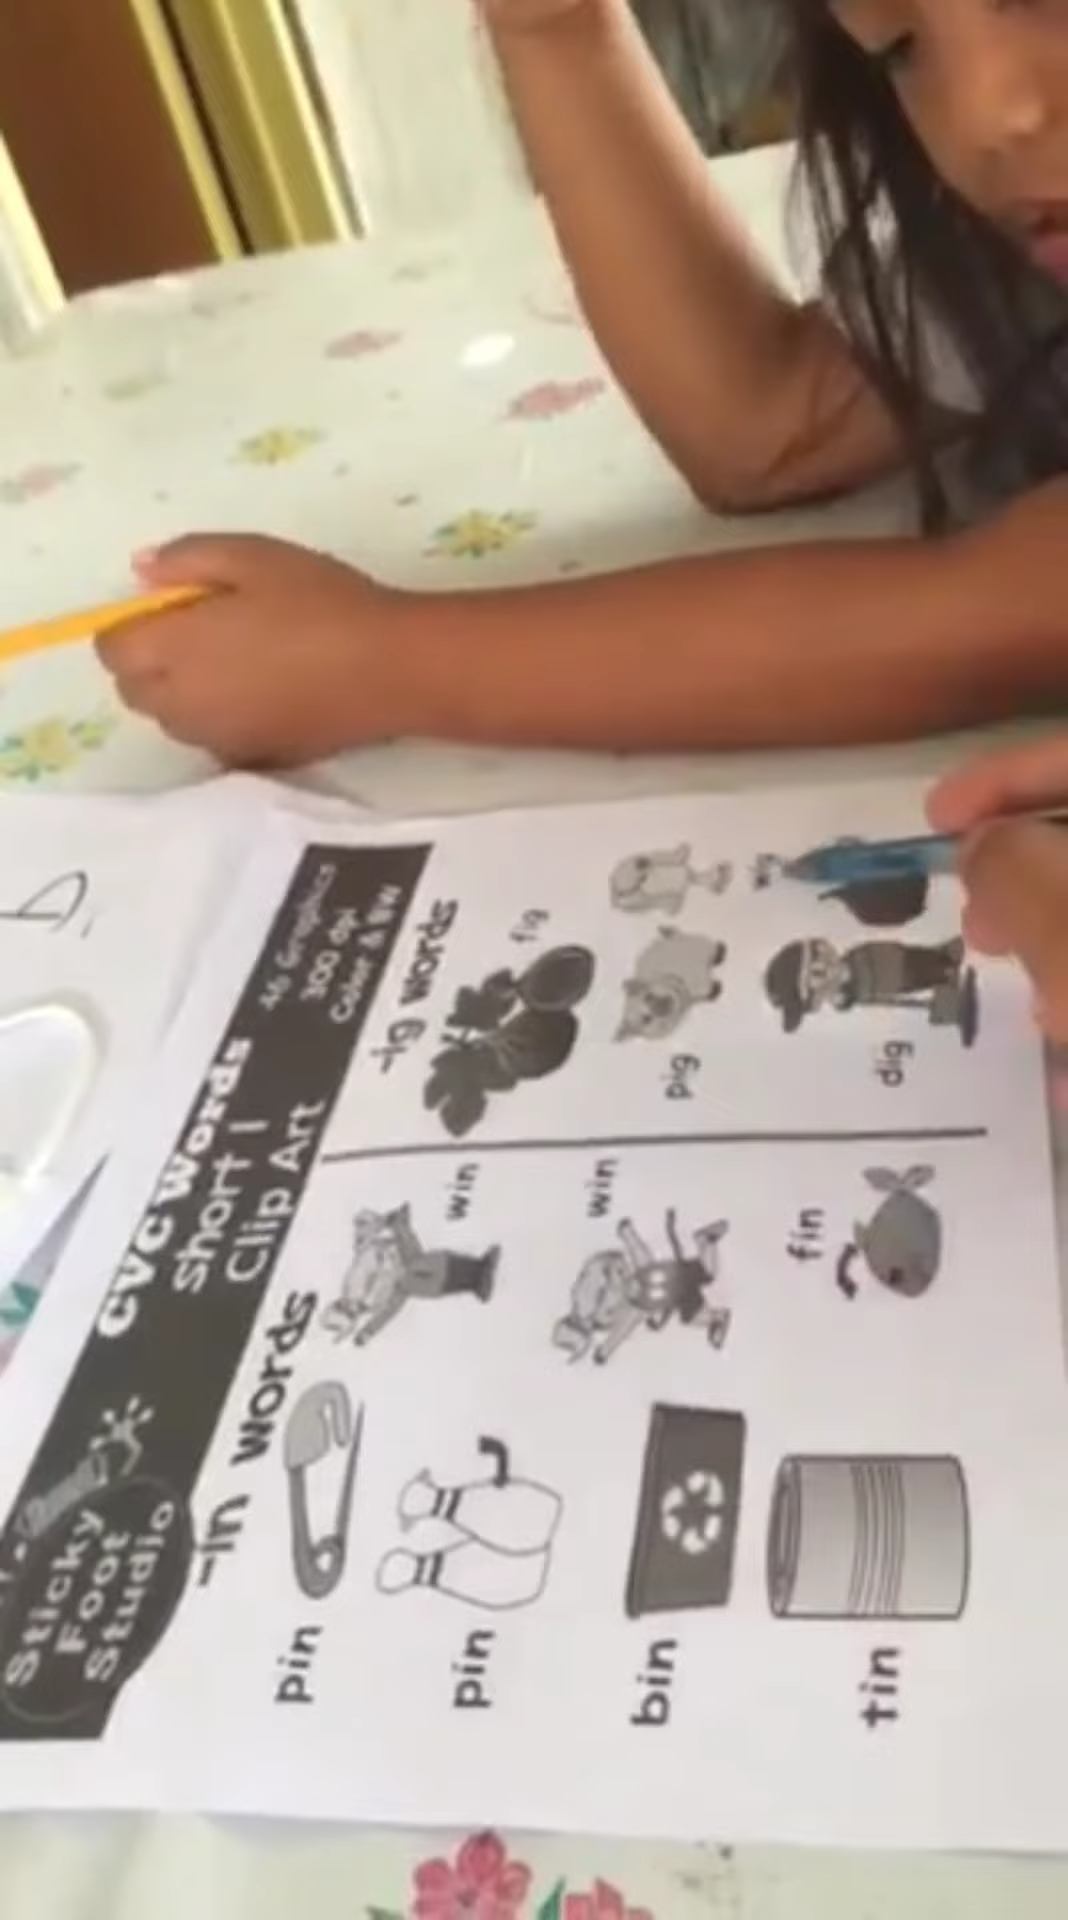 Sticky
Foot
Studio
CVC Words
Short I
Clip Art
46 Graphics
300 dpi
Color & BW
-in words
pin
win
pin
win
bin
fin
tin
-ig words
fig
pig
wig
dig